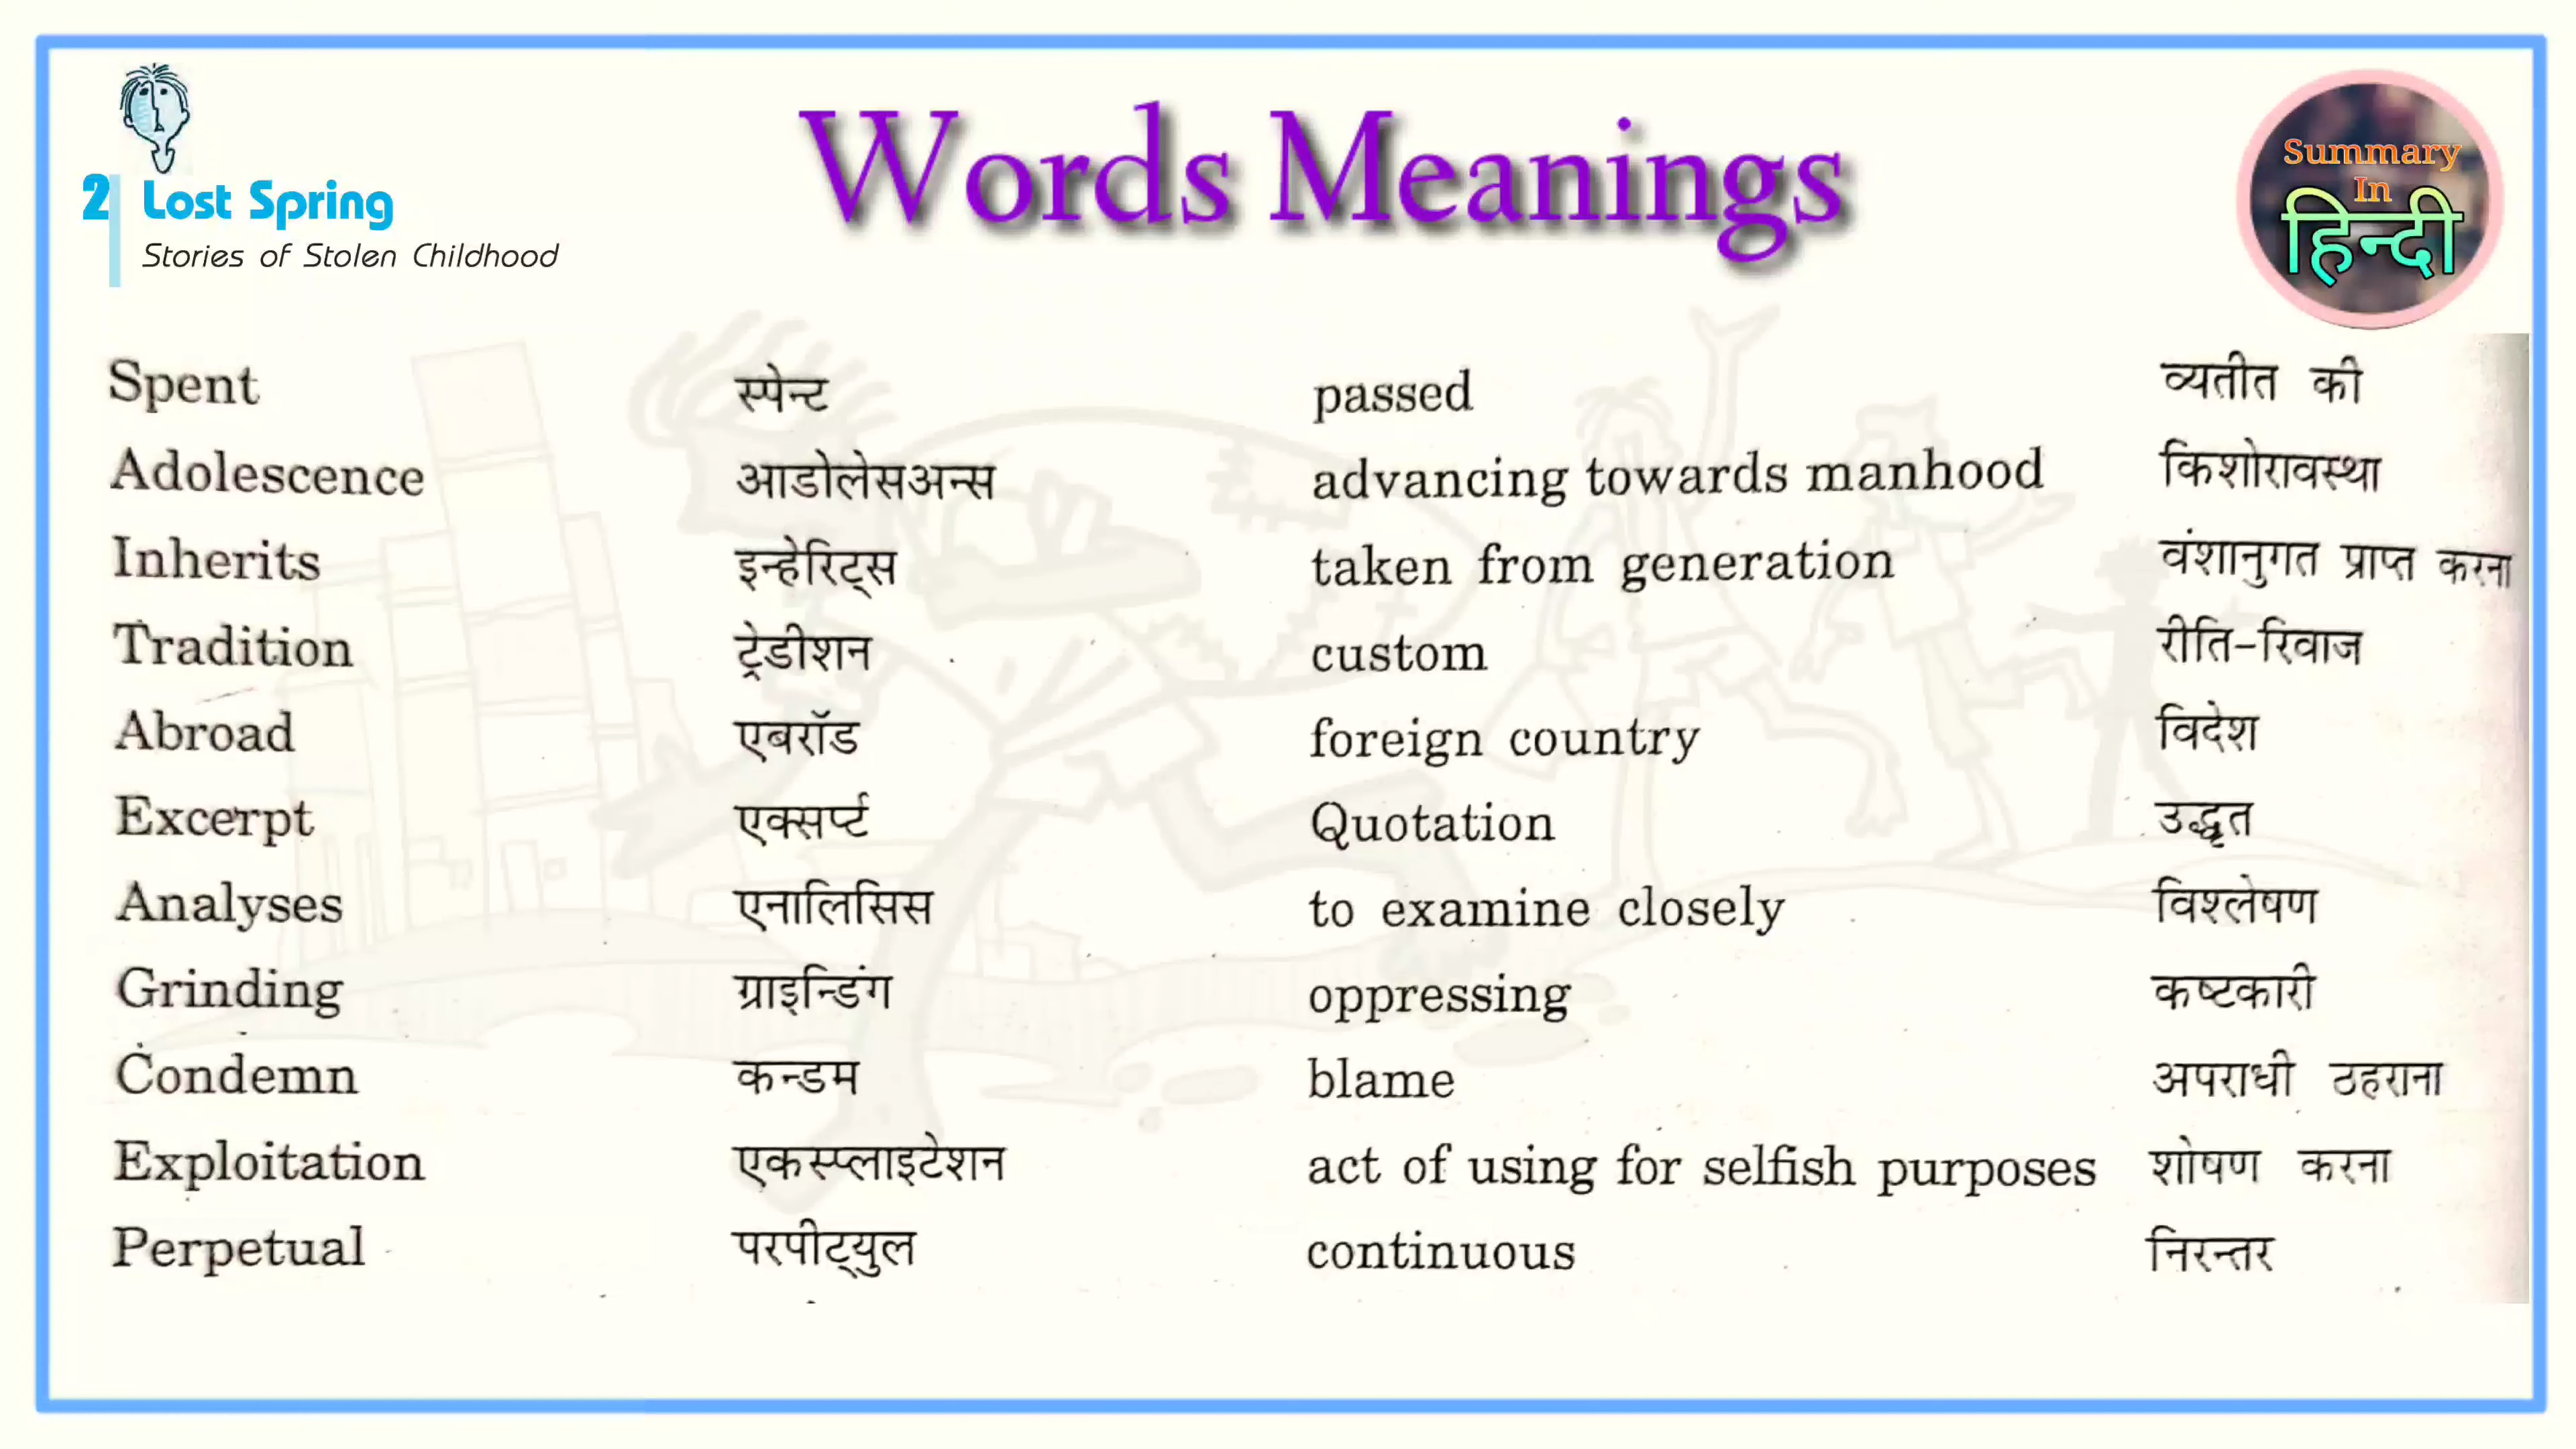 2 Lost Spring
Stories of Stolen Childhood
Words Meanings
Summary
In
हिन्दी
Spent स्पेन्ट passed व्यतीत की
Adolescence आडोलेसअन्स advancing towards manhood किशोरावस्था
Inherits इन्हेरिट्स taken from generation वंशानुगत प्राप्त करना
Tradition ट्रेडीशन custom रीति-रिवाज
Abroad एबरॉड foreign country विदेश
Excerpt एक्सर्प्ट Quotation उद्धृत
Analyses एनालिसिस to examine closely विश्लेषण
Grinding ग्राइन्डिंग oppressing कष्टकारी
Condemn कन्डम blame अपराधी ठहराना
Exploitation एकस्प्लाइटेशन act of using for selfish purposes शोषण करना
Perpetual परपीट्युल continuous निरन्तर